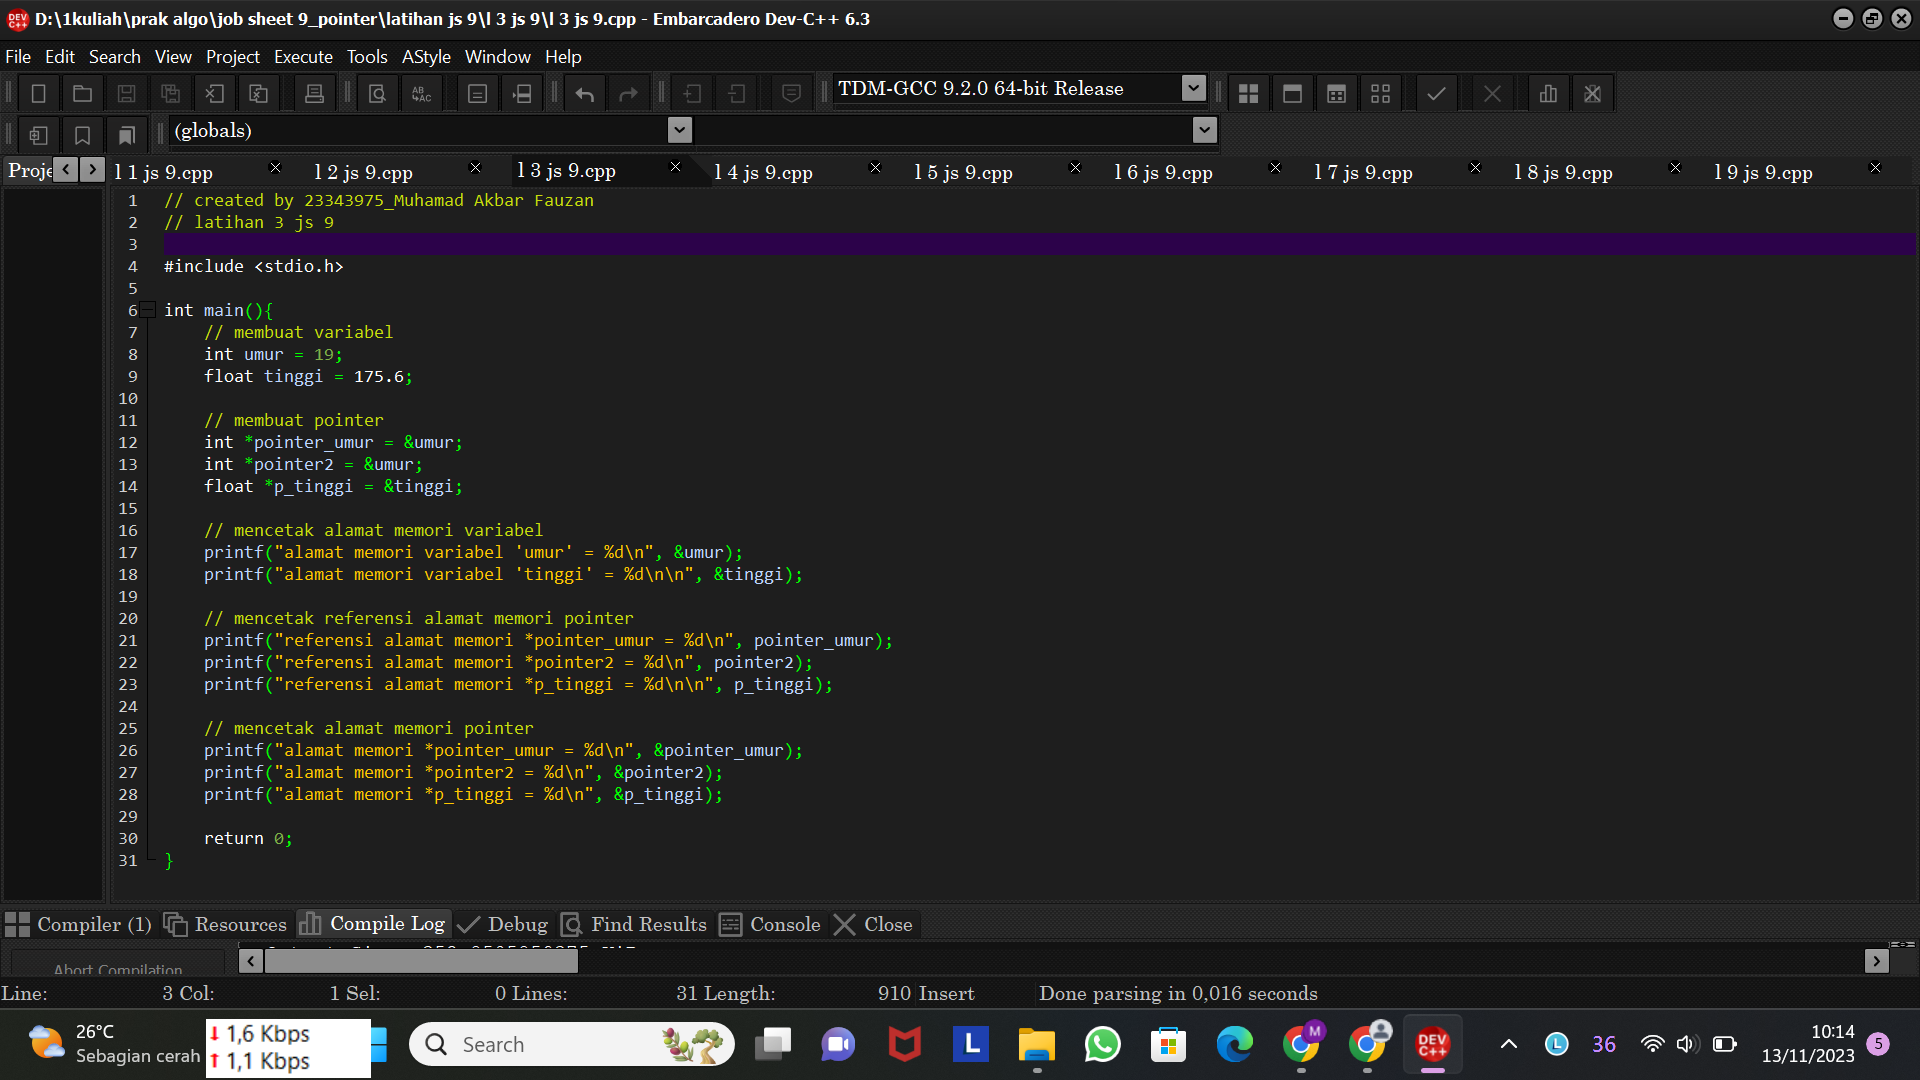 D:\1kuliah\prak algo\job sheet 9_pointer\latihan js 9\l 3 js 9\l 3 js 9.cpp - Embarcadero Dev-C++ 6.3
File Edit Search View Project Execute Tools AStyle Window Help
TDM-GCC 9.2.0 64-bit Release
(globals)
Proje l 1 js 9.cpp l 2 js 9.cpp l 3 js 9.cpp l 4 js 9.cpp l 5 js 9.cpp l 6 js 9.cpp l 7 js 9.cpp l 8 js 9.cpp l 9 js 9.cpp
1 // created by 23343975_Muhamad Akbar Fauzan
2 // latihan 3 js 9
3
4 #include <stdio.h>
5
6 int main(){
7 // membuat variabel
8 int umur = 19;
9 float tinggi = 175.6;
10
11 // membuat pointer
12 int *pointer_umur = &umur;
13 int *pointer2 = &umur;
14 float *p_tinggi = &tinggi;
15
16 // mencetak alamat memori variabel
17 printf("alamat memori variabel 'umur' = %d\n", &umur);
18 printf("alamat memori variabel 'tinggi' = %d\n\n", &tinggi);
19
20 // mencetak referensi alamat memori pointer
21 printf("referensi alamat memori *pointer_umur = %d\n", pointer_umur);
22 printf("referensi alamat memori *pointer2 = %d\n", pointer2);
23 printf("referensi alamat memori *p_tinggi = %d\n\n", p_tinggi);
24
25 // mencetak alamat memori pointer
26 printf("alamat memori *pointer_umur = %d\n", &pointer_umur);
27 printf("alamat memori *pointer2 = %d\n", &pointer2);
28 printf("alamat memori *p_tinggi = %d\n", &p_tinggi);
29
30 return 0;
31 }
Compiler (1) Resources Compile Log Debug Find Results Console Close
Abort Compilation
Line: 3 Col: 1 Sel: 0 Lines: 31 Length: 910 Insert Done parsing in 0,016 seconds
26°C
Sebagian cerah
1,6 Kbps
1,1 Kbps
Search
36
10:14
13/11/2023
5